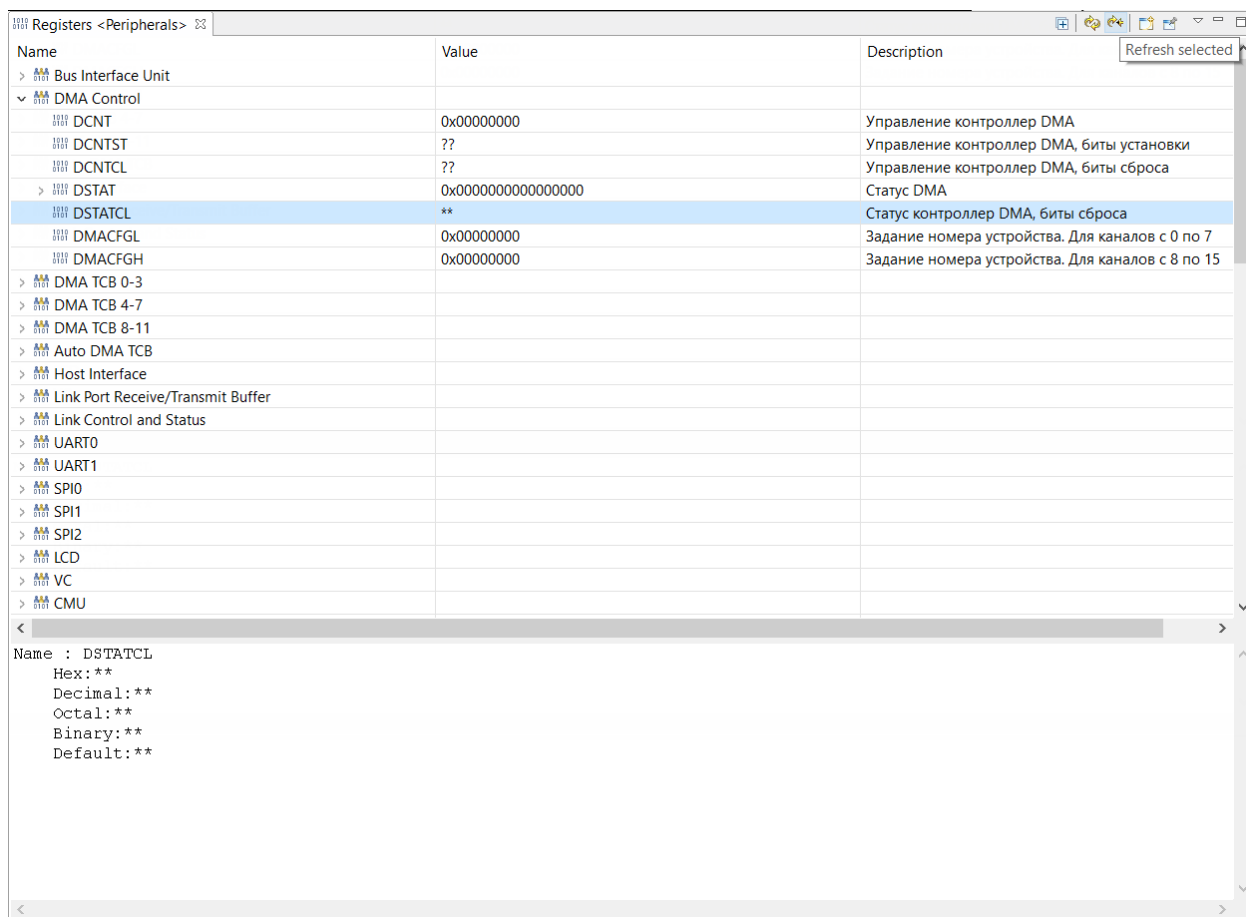 Registers <Peripherals>
Refresh selected
Name Value Description
Bus Interface Unit
DMA Control
DCNT 0x00000000 Управление контроллер DMA
DCNTST ?? Управление контроллер DMA, биты установки
DCNTCL ?? Управление контроллер DMA, биты сброса
DSTAT 0x0000000000000000 Статус DMA
DSTATCL ** Статус контроллер DMA, биты сброса
DMACFGL 0x00000000 Задание номера устройства. Для каналов с 0 по 7
DMACFGH 0x00000000 Задание номера устройства. Для каналов с 8 по 15
DMA TCB 0-3
DMA TCB 4-7
DMA TCB 8-11
Auto DMA TCB
Host Interface
Link Port Receive/Transmit Buffer
Link Control and Status
UART0
UART1
SPI0
SPI1
SPI2
LCD
VC
CMU
Name : DSTATCL
Hex:**
Decimal:**
Octal:**
Binary:**
Default:**